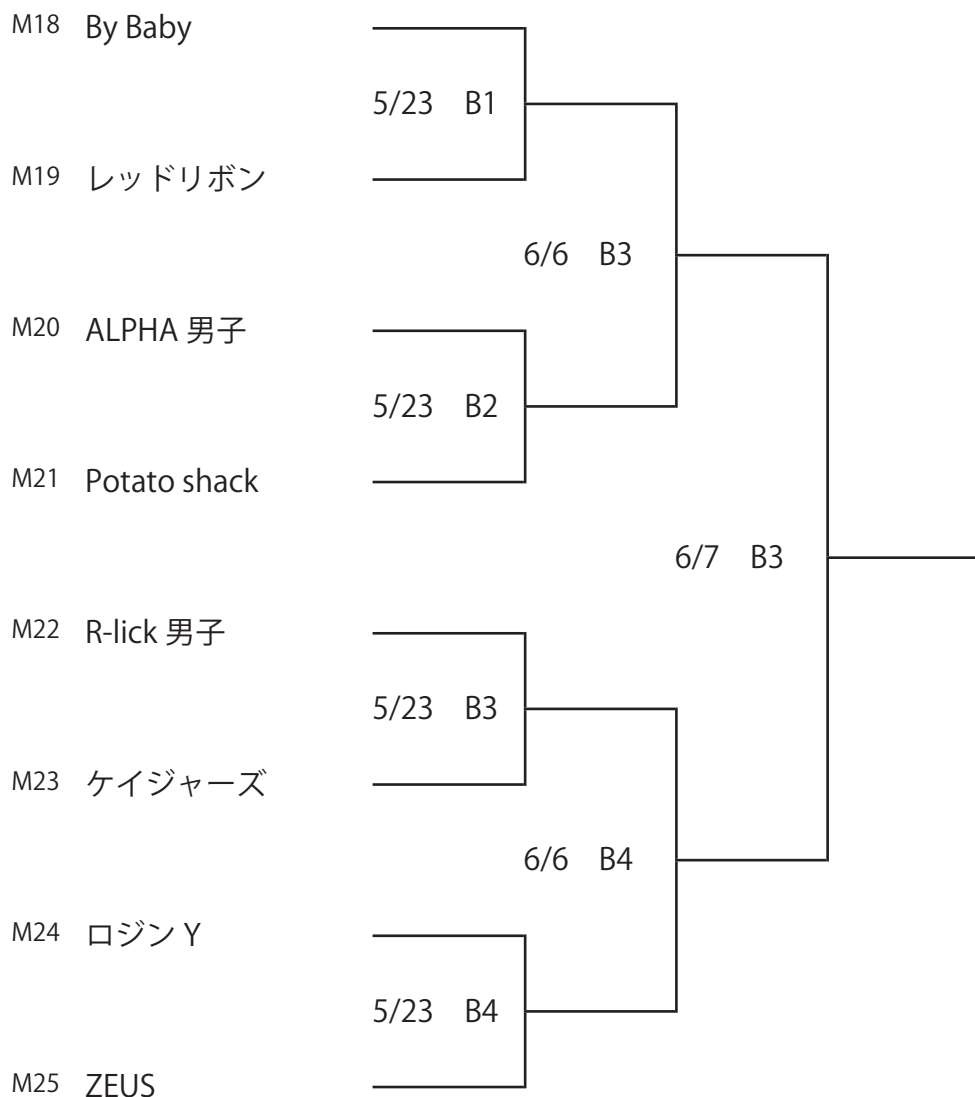 M18 By Baby
5/23 B1
M19 レッドリボン
6/6 B3
M20 ALPHA 男子
5/23 B2
M21 Potato shack
6/7 B3
M22 R-lick 男子
5/23 B3
M23 ケイジャーズ
6/6 B4
M24 ロジン Y
5/23 B4
M25 ZEUS